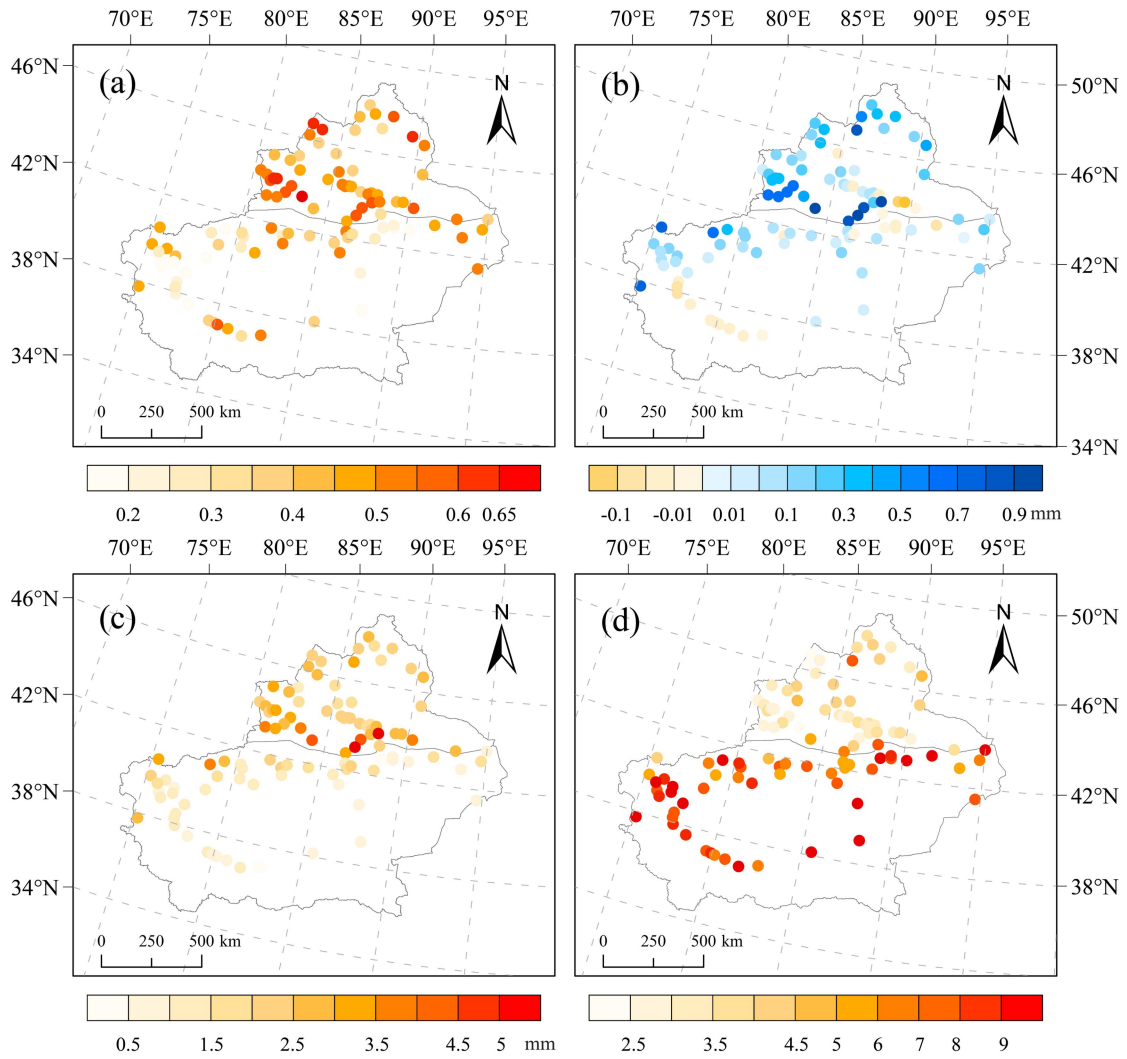 70°E 75°E 80°E 85°E 90°E 95°E 70°E 75°E 80°E 85°E 90°E 95°E
46°N 42°N 38°N 34°N
(a)
N
0 250 500 km
(b)
N
0 250 500 km
50°N 46°N 42°N 38°N 34°N
0.2 0.3 0.4 0.5 0.6 0.65
-0.1 -0.01 0.01 0.1 0.3 0.5 0.7 0.9 mm
70°E 75°E 80°E 85°E 90°E 95°E 70°E 75°E 80°E 85°E 90°E 95°E
46°N 42°N 38°N 34°N
(c)
N
0 250 500 km
(d)
N
0 250 500 km
50°N 46°N 42°N 38°N
0.5 1.5 2.5 3.5 4.5 5 mm
2.5 3.5 4.5 5 6 7 8 9